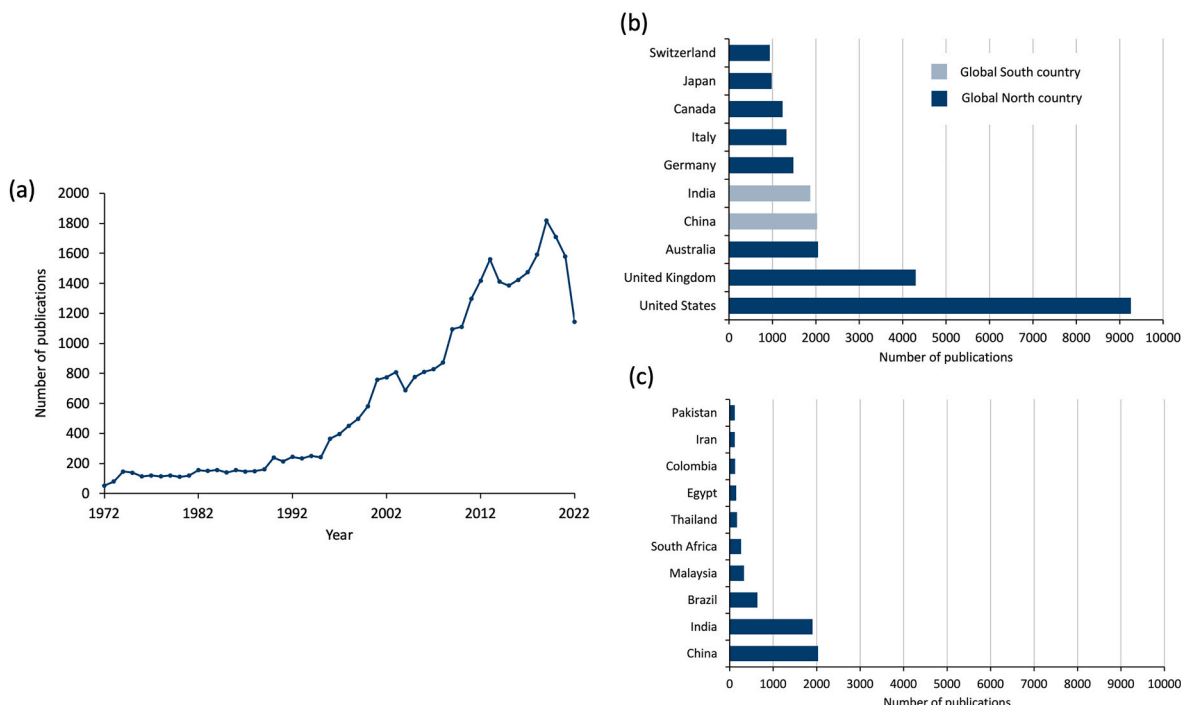 (a)
2000
1800
1600
1400
1200
1000
800
600
400
200
0
Number of publications
1972 1982 1992 2002 2012 2022
Year
(b)
Switzerland
Japan
Canada
Italy
Germany
India
China
Australia
United Kingdom
United States
Global South country
Global North country
0 1000 2000 3000 4000 5000 6000 7000 8000 9000 10000
Number of publications
(c)
Pakistan
Iran
Colombia
Egypt
Thailand
South Africa
Malaysia
Brazil
India
China
0 1000 2000 3000 4000 5000 6000 7000 8000 9000 10000
Number of publications